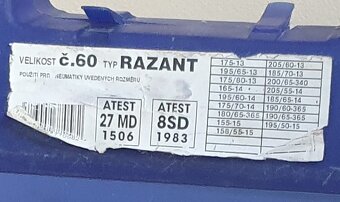 VELIKOST č.60 TYP RAZANT
POUŽITÍ PRO PNEUMATIKY UVEDENÝCH ROZMĚRŮ
ATEST
27 MD
1506
ATEST
8SD
1983
175-13 205/60-13
195/65-13 185/70-13
175/80-13 200/65-340
165-14 205/55-14
195/60-14 185/65-14
175/70-14 190/60-365
180/65-365 190/65-365
155-15 195/50-15
158/55-15